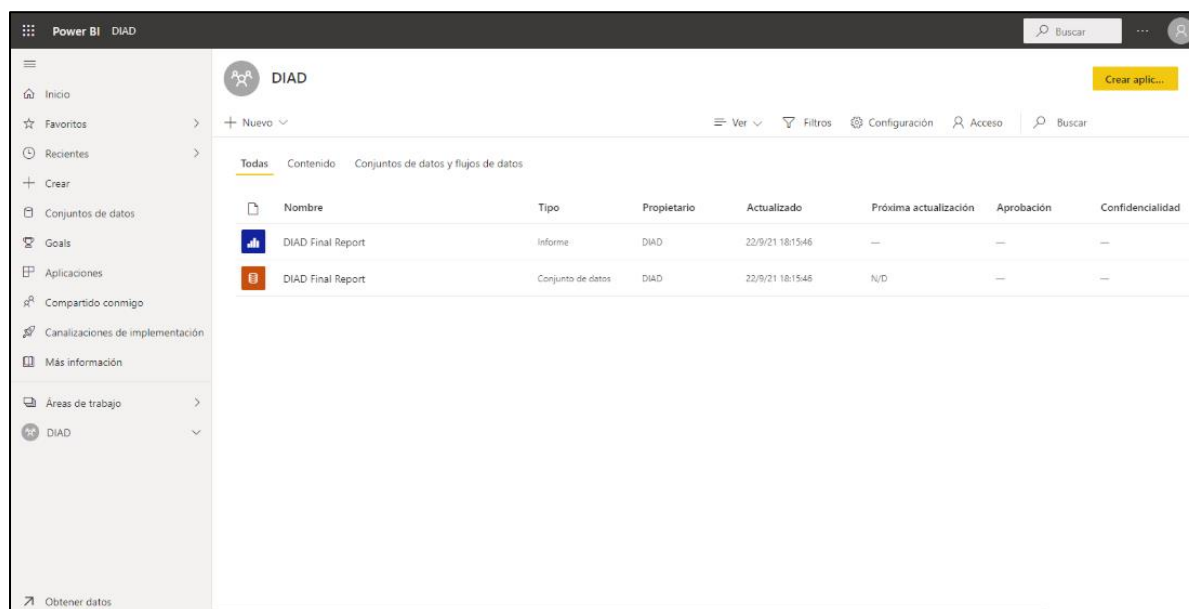 Power BI DIAD
Buscar
Inicio
Favoritos
Recientes
Crear
Conjuntos de datos
Goals
Aplicaciones
Compartido conmigo
Canalizaciones de implementación
Más información
Áreas de trabajo
DIAD
Obtener datos
DIAD
Crear aplic...
Nuevo
Ver
Filtros
Configuración
Acceso
Buscar
Todas Contenido Conjuntos de datos y flujos de datos
Nombre Tipo Propietario Actualizado Próxima actualización Aprobación Confidencialidad
DIAD Final Report Informe DIAD 22/9/21 18:15:46 — — —
DIAD Final Report Conjunto de datos DIAD 22/9/21 18:15:46 N/D — —